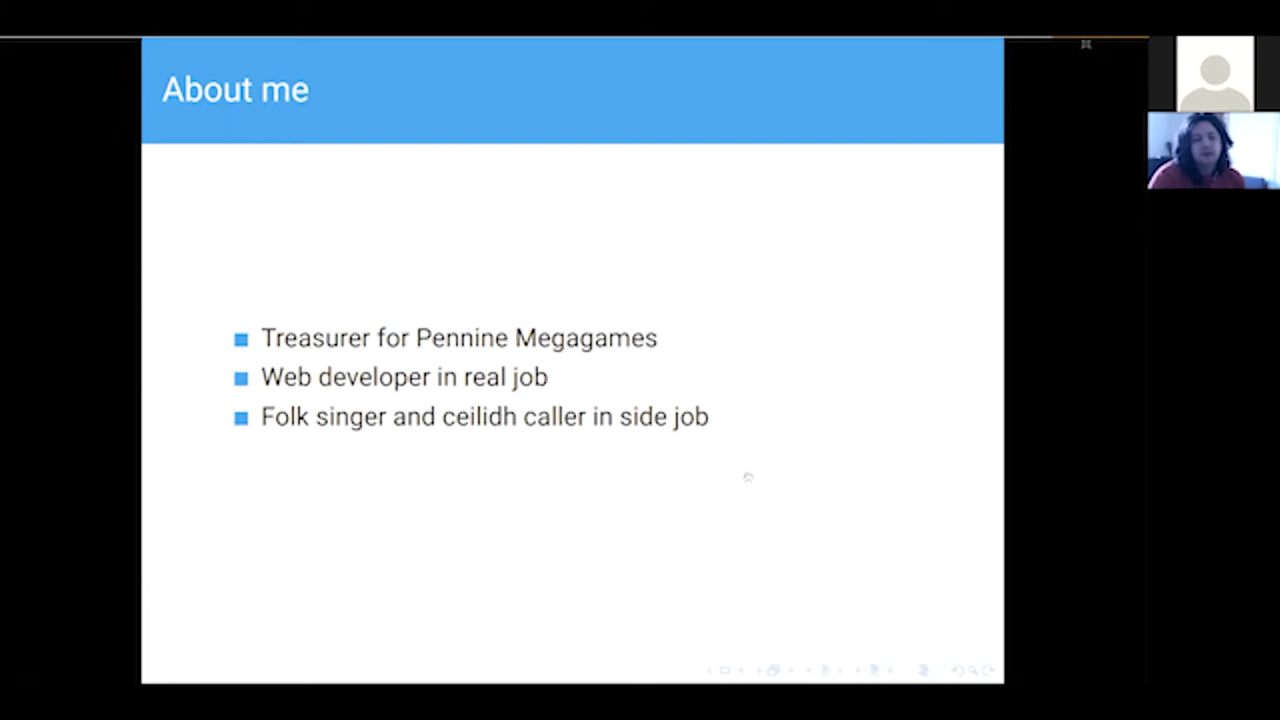 About me
Treasurer for Pennine Megagames
Web developer in real job
Folk singer and ceilidh caller in side job